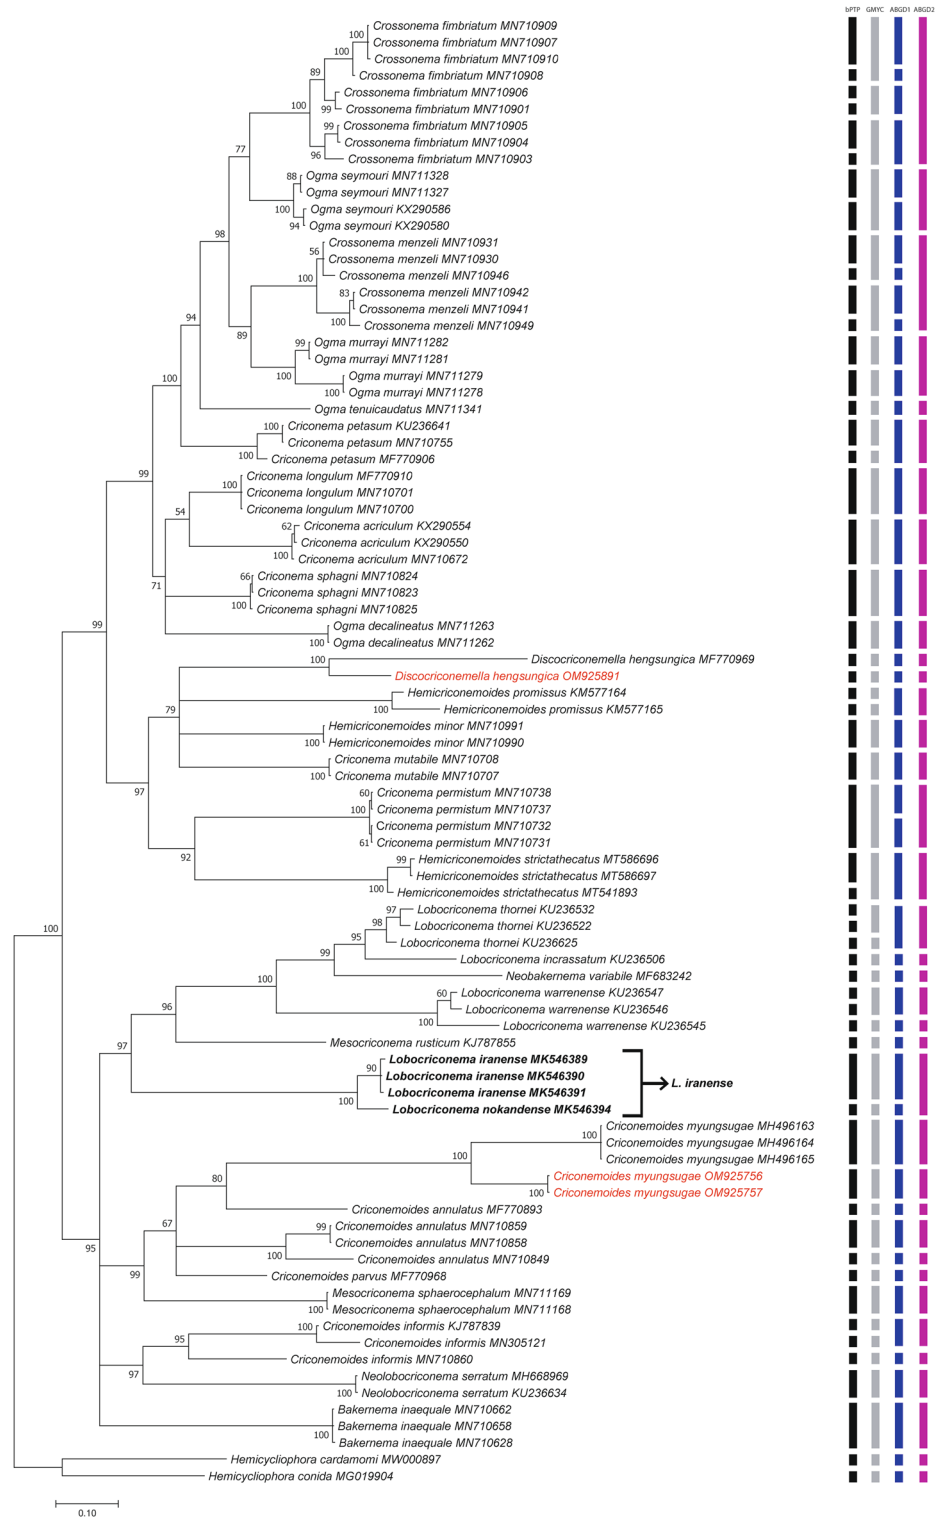 bPTP GMYC ABGD1 ABGD2
Crossonema fimbriatum MN710909
100
Crossonema fimbriatum MN710907
100
Crossonema fimbriatum MN710910
89
Crossonema fimbriatum MN710908
Crossonema fimbriatum MN710906
100
99
Crossonema fimbriatum MN710901
99
Crossonema fimbriatum MN710905
Crossonema fimbriatum MN710904
77
96
Crossonema fimbriatum MN710903
88
Ogma seymouri MN711328
Ogma seymouri MN711327
100
Ogma seymouri KX290586
94
Ogma seymouri KX290580
98
Crossonema menzeli MN710931
56
Crossonema menzeli MN710930
100
Crossonema menzeli MN710946
83
Crossonema menzeli MN710942
Crossonema menzeli MN710941
94
100
Crossonema menzeli MN710949
89
99
Ogma murrayi MN711282
Ogma murrayi MN711281
100
Ogma murrayi MN711279
100
100
Ogma murrayi MN711278
Ogma tenuicaudatus MN711341
100
Criconema petasum KU236641
Criconema petasum MN710755
100
Criconema petasum MF770906
99
Criconema longulum MF770910
100
Criconema longulum MN710701
54
Criconema longulum MN710700
62
Criconema acriculum KX290554
Criconema acriculum KX290550
100
Criconema acriculum MN710672
71
66
Criconema sphagni MN710824
Criconema sphagni MN710823
100
Criconema sphagni MN710825
99
Ogma decalineatus MN711263
100
Ogma decalineatus MN711262
100
Discocriconemella hengsungica MF770969
Discocriconemella hengsungica OM925891
Hemicriconemoides promissus KM577164
79
100
Hemicriconemoides promissus KM577165
Hemicriconemoides minor MN710991
100
Hemicriconemoides minor MN710990
Criconema mutabile MN710708
100
Criconema mutabile MN710707
97
60
Criconema permistum MN710738
100
Criconema permistum MN710737
Criconema permistum MN710732
61
Criconema permistum MN710731
92
99
Hemicriconemoides strictathecatus MT586696
Hemicriconemoides strictathecatus MT586697
100
Hemicriconemoides strictathecatus MT541893
97
Lobocriconema thornei KU236532
98
Lobocriconema thornei KU236522
100
95
Lobocriconema thornei KU236625
99
Lobocriconema incrassatum KU236506
Neobakernema variabile MF683242
100
60
Lobocriconema warrenense KU236547
Lobocriconema warrenense KU236546
96
100
Lobocriconema warrenense KU236545
97
Mesocriconema rusticum KJ787855
Lobocriconema iranense MK546389
90
Lobocriconema iranense MK546390
L. iranense
Lobocriconema iranense MK546391
100
Lobocriconema nokandense MK546394
Criconemoides myungsugae MH496163
100
Criconemoides myungsugae MH496164
100
Criconemoides myungsugae MH496165
80
Criconemoides myungsugae OM925756
100
Criconemoides myungsugae OM925757
Criconemoides annulatus MF770893
67
99
Criconemoides annulatus MN710859
Criconemoides annulatus MN710858
95
100
Criconemoides annulatus MN710849
99
Criconemoides parvus MF770968
Mesocriconema sphaerocephalum MN711169
100
Mesocriconema sphaerocephalum MN711168
100
Criconemoides informis KJ787839
95
Criconemoides informis MN305121
Criconemoides informis MN710860
97
Neolobocriconema serratum MH668969
100
Neolobocriconema serratum KU236634
Bakernema inaequale MN710662
Bakernema inaequale MN710658
100
Bakernema inaequale MN710628
Hemicycliophora cardamomi MW000897
Hemicycliophora conida MG019904
0.10